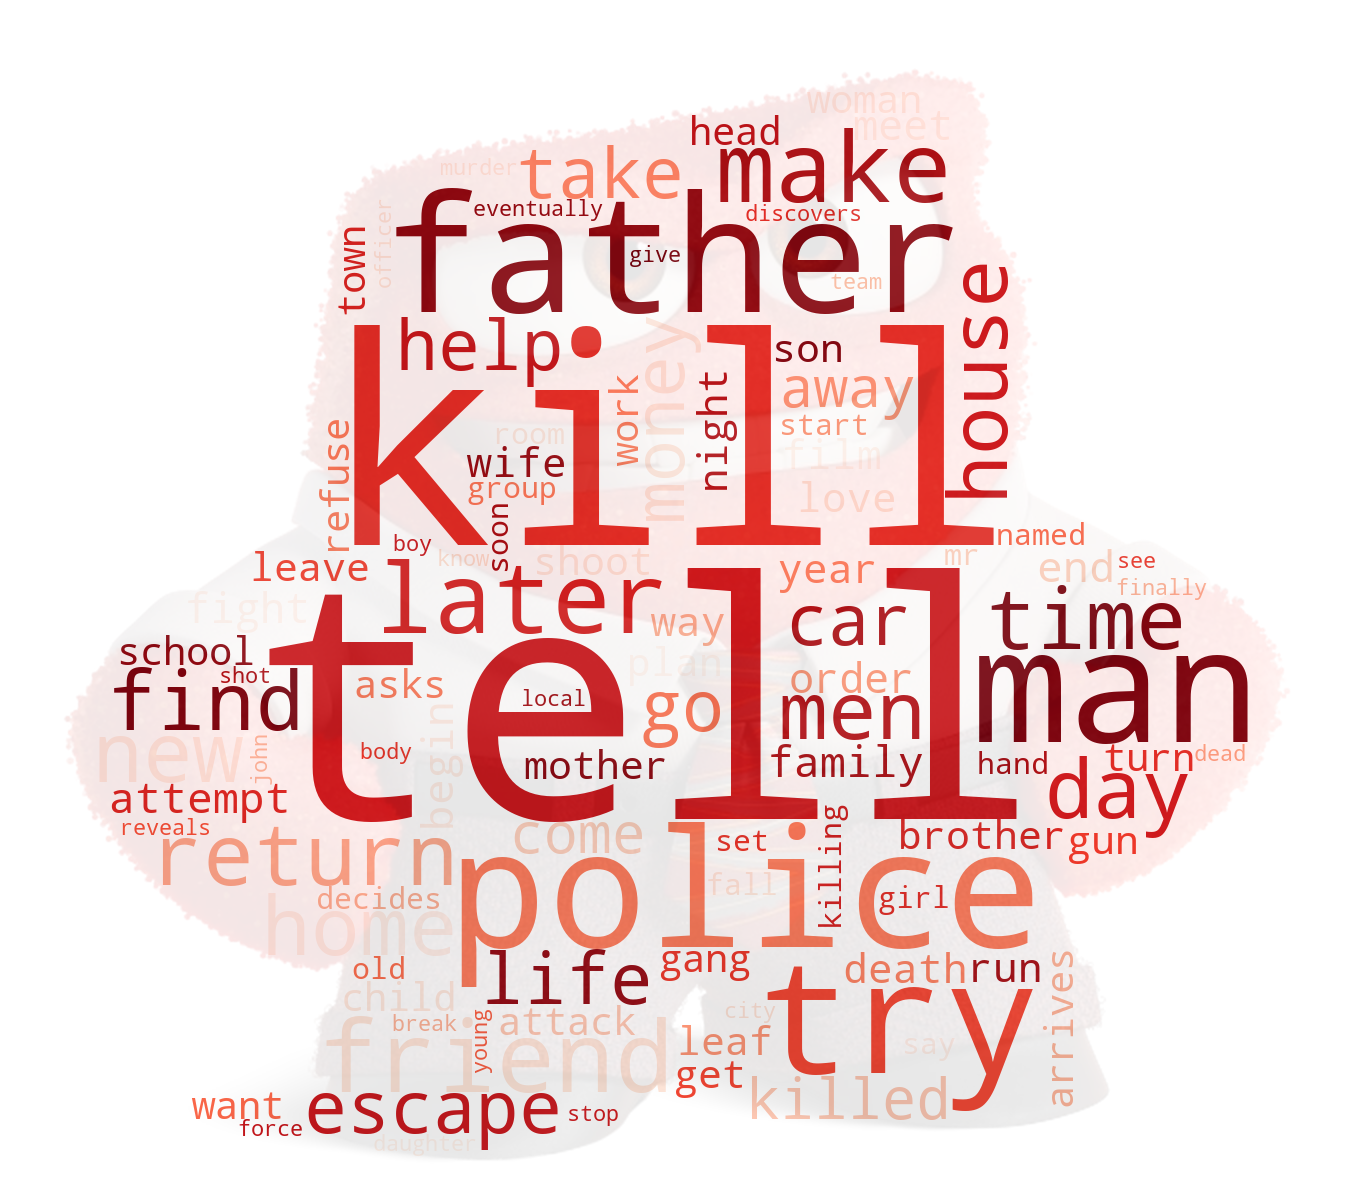 woman
meet
head
make
take
murder
father
eventually
discovers
officer
town
give
team
house
help
kill
money
son
away
night
work
start
refuse
room
wife
film
group
love
soon
named
boy
know
shoot
mr
leave
later
year
end
see
finally
fight
tell
way
car
time
man
school
shot
find
asks
plan
order
local
go
men
new
john
body
begin
mother
family
hand
turn
dead
attempt
day
reveals
return
come
set
killing
brother
gun
police
decides
fall
girl
home
old
life
gang
death
run
child
break
young
attack
city
try
arrives
friend
leaf
say
get
want
escape
stop
killed
force
daughter